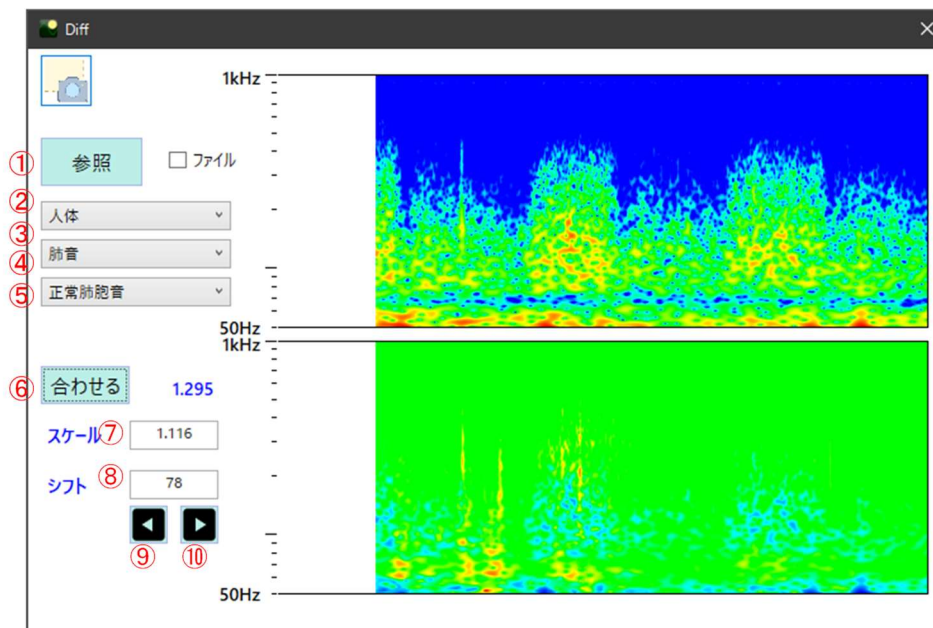 Diff
1kHz
① 参照 ファイル
② 人体
③
④ 肺音
⑤ 正常肺胞音
50Hz
1kHz
⑥ 合わせる 1.295
スケール ⑦ 1.116
シフト ⑧ 78
⑨ ⑩
50Hz